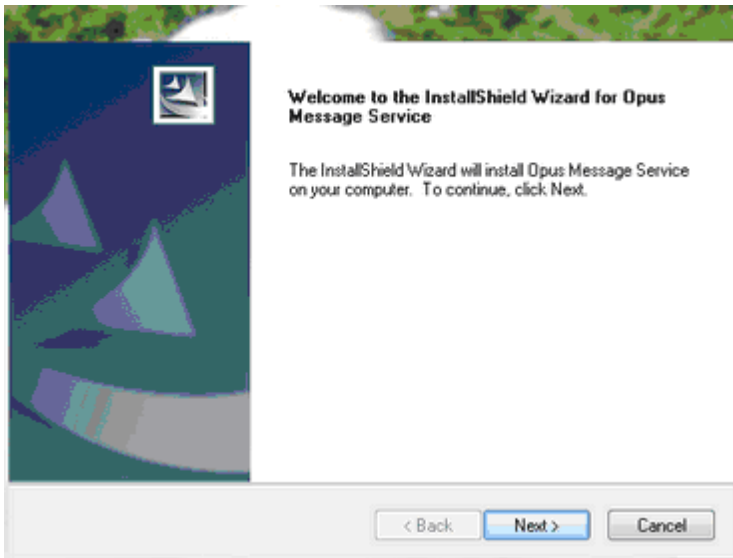 Welcome to the InstallShield Wizard for Opus
Message Service
The InstallShield Wizard will install Opus Message Service
on your computer. To continue, click Next.
< Back
Next >
Cancel